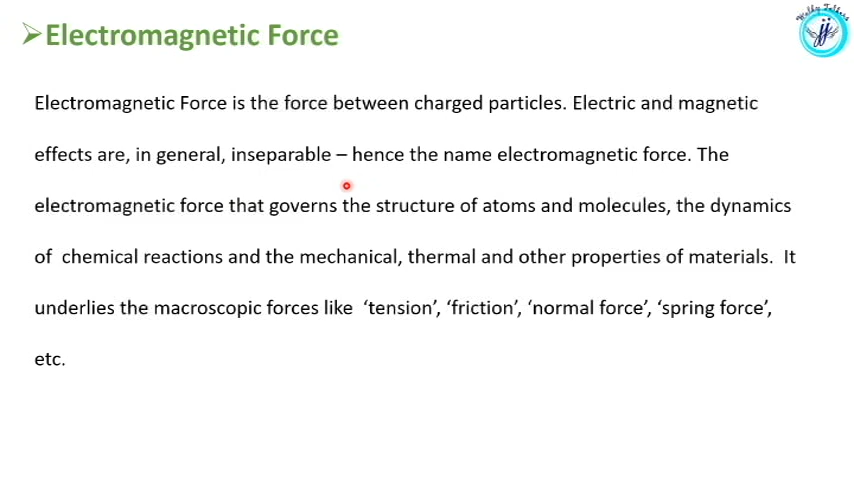 ➢Electromagnetic Force
Electromagnetic Force is the force between charged particles. Electric and magnetic
effects are, in general, inseparable – hence the name electromagnetic force. The
electromagnetic force that governs the structure of atoms and molecules, the dynamics
of  chemical reactions and the mechanical, thermal and other properties of materials.  It
underlies the macroscopic forces like  ‘tension’, ‘friction’, ‘normal force’, ‘spring force’,
etc.